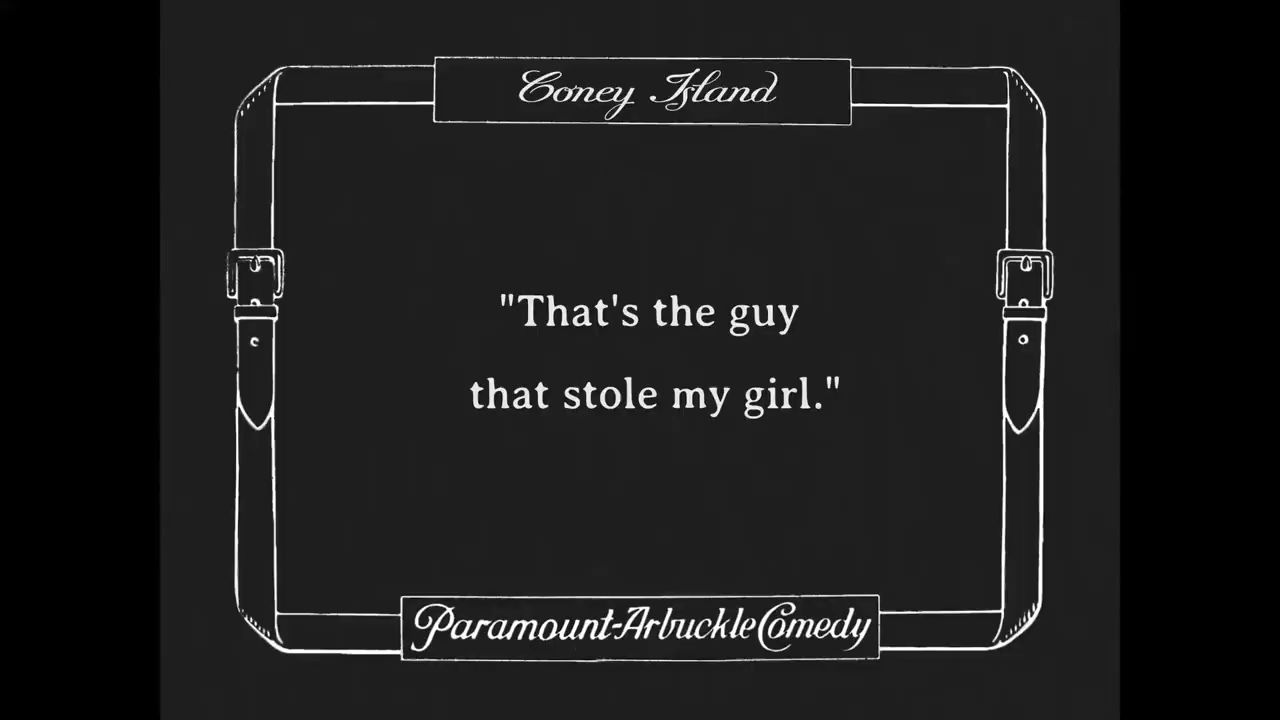 Coney Island
"That's the guy
that stole my girl."
Paramount-Arbuckle Comedy